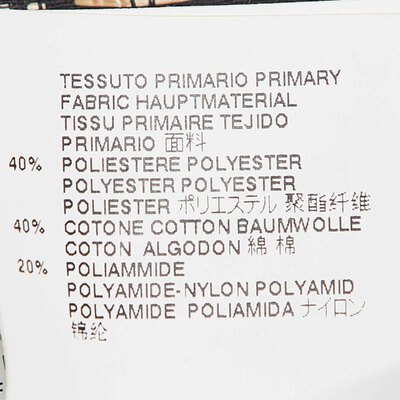 TESSUTO PRIMARIO PRIMARY
FABRIC HAUPTMATERIAL
TISSU PRIMAIRE TEJIDO
PRIMARIO 面料
40% POLIESTERE POLYESTER
POLYESTER POLYESTER
POLIESTER ポリエステル 聚酯纤维
40% COTONE COTTON BAUMWOLLE
COTON ALGODON 綿 棉
20% POLIAMMIDE
POLYAMIDE-NYLON POLYAMID
POLYAMIDE POLIAMIDA ナイロン
锦纶